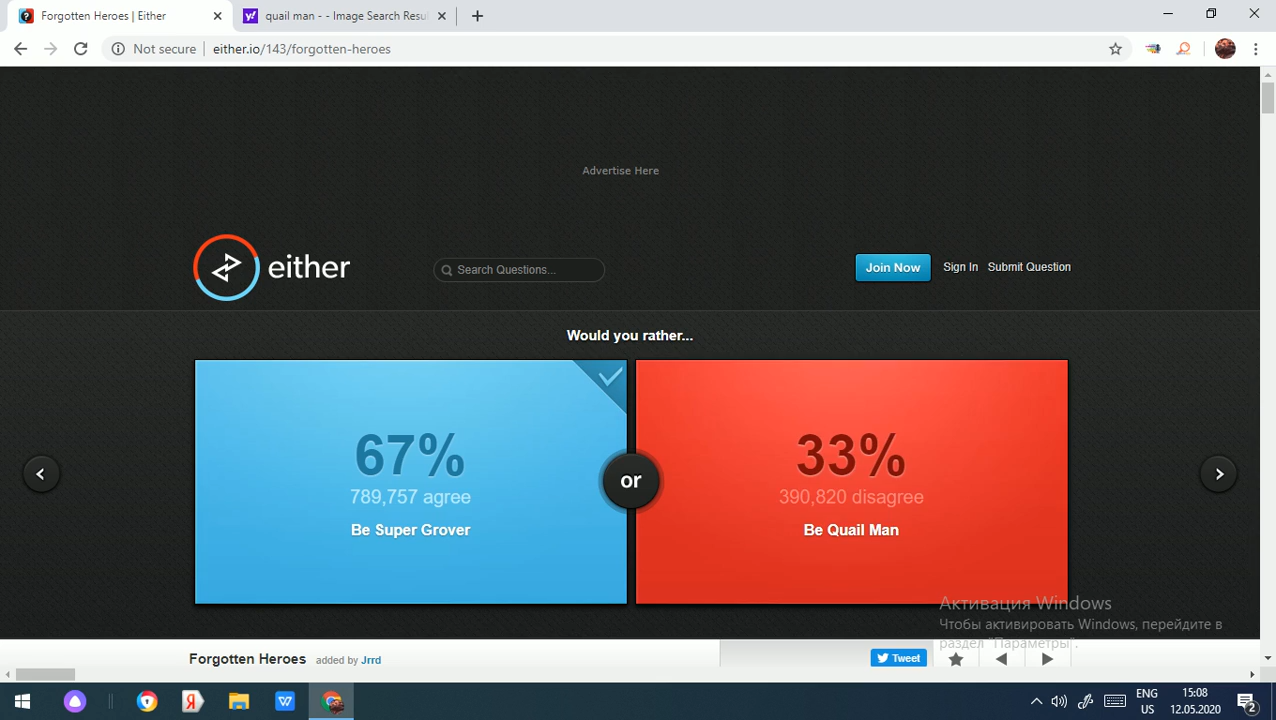 Forgotten Heroes | Either
quail man - - Image Search Resu
Not secure
either.io/143/forgotten-heroes
Advertise Here
either
Search Questions...
Join Now
Sign In
Submit Question
Would you rather...
67%
789,757 agree
Be Super Grover
or
33%
390,820 disagree
Be Quail Man
Активация Windows
Чтобы активировать Windows, перейдите в
раздел "Параметры".
Forgotten Heroes added by Jrrd
Tweet
ENG
US
15:08
12.05.2020
2